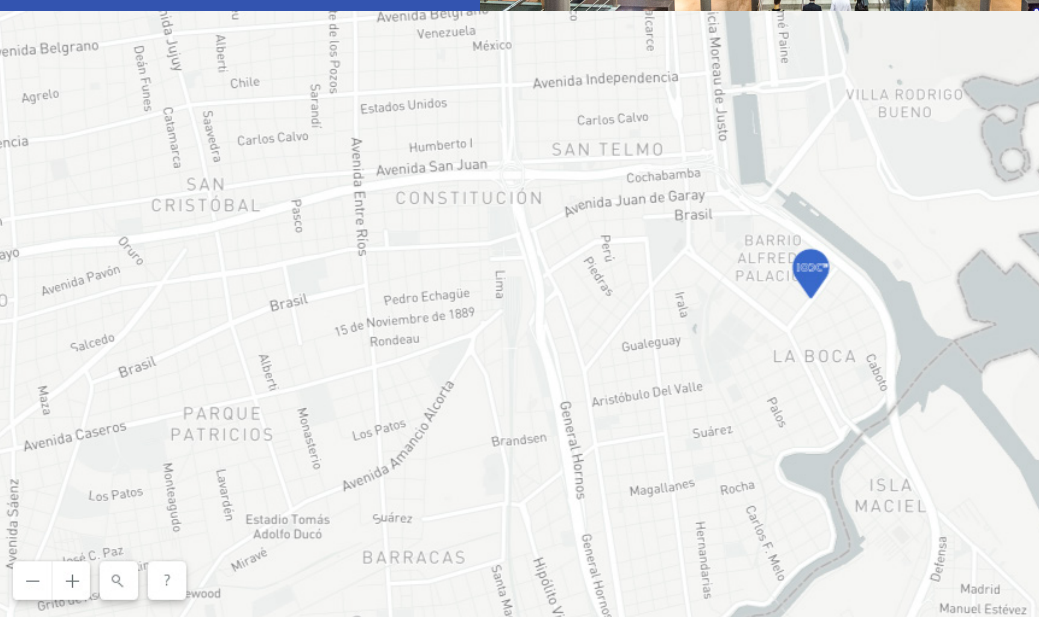 Avenida Belgrano
Venezuela
México
Avenida Belgrano
Jujuy
Deán Funes
Alberti
Chile
Avenida Independencia
Agrelo
Sarandí
Estados Unidos
Carlos Calvo
VILLA RODRIGO
BUENO
Catamarca
Saavedra
Carlos Calvo
Humberto I
SAN TELMO
Avenida San Juan
Cochabamba
SAN
CRISTÓBAL
CONSTITUCIÓN
Avenida Juan de Garay
Brasil
Pasco
Avenida Entre Ríos
Oruro
Perú
Piedras
BARRIO
ALFREDO
PALACIO
Avenida Pavón
Brasil
Lima
Pedro Echagüe
15 de Noviembre de 1889
Rondeau
Irala
Salcedo
Gualeguay
LA BOCA
Caboto
Brasil
Alberti
Maza
Aristóbulo Del Valle
PARQUE
PATRICIOS
Palos
Avenida Caseros
Monasterio
Los Patos
Avenida Amancio Alcorta
Brandsen
General Hornos
Suárez
Los Patos
Monteagudo
Lavardén
Magallanes
Rocha
ISLA
MACIEL
Avenida Sáenz
Estadio Tomás
Adolfo Ducó
Suárez
Carlos F. Melo
Hernandarias
José C. Paz
Miravé
BARRACAS
General Hornos
Defensa
Madrid
Manuel Estévez
?